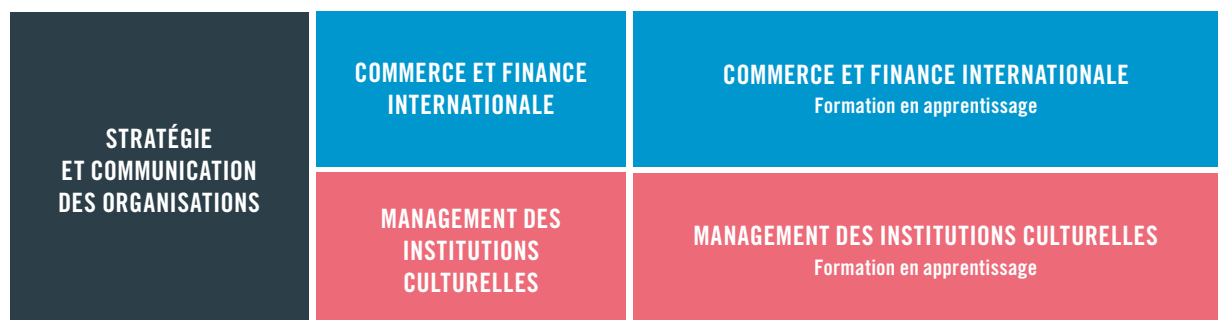 STRATÉGIE
ET COMMUNICATION
DES ORGANISATIONS
COMMERCE ET FINANCE
INTERNATIONALE
COMMERCE ET FINANCE INTERNATIONALE
Formation en apprentissage
MANAGEMENT DES
INSTITUTIONS
CULTURELLES
MANAGEMENT DES INSTITUTIONS CULTURELLES
Formation en apprentissage